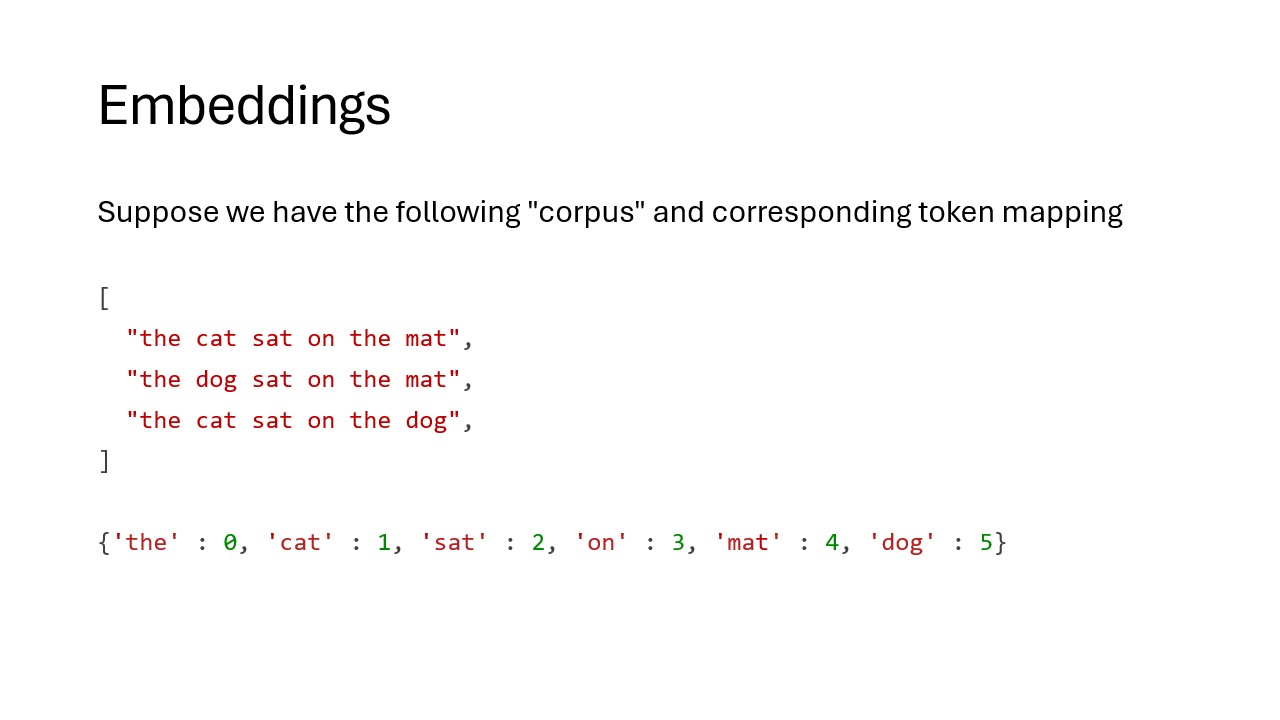 Embeddings
Suppose we have the following "corpus" and corresponding token mapping
[
"the cat sat on the mat",
"the dog sat on the mat",
"the cat sat on the dog",
]
{'the' : 0, 'cat' : 1, 'sat' : 2, 'on' : 3, 'mat' : 4, 'dog' : 5}